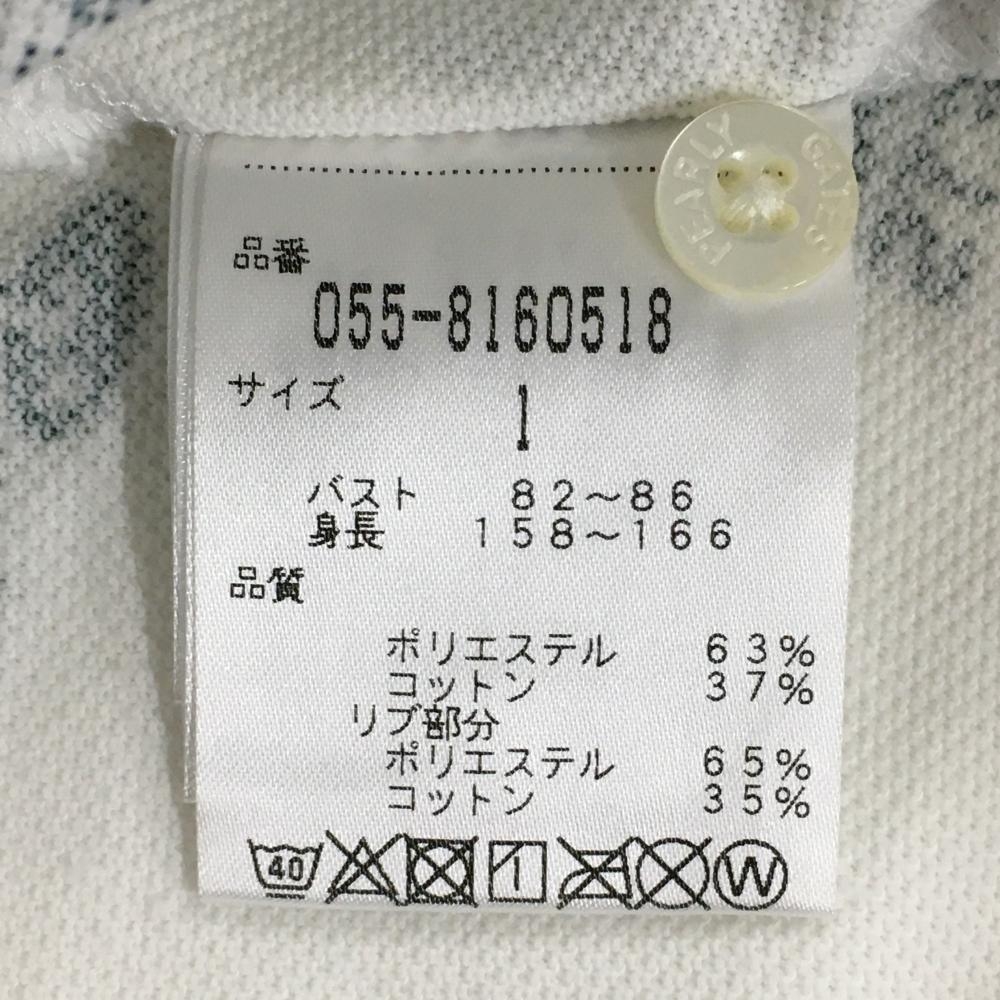 PEARLY GATES
品番
055-8160518
サイズ
1
バスト 82~86
身長 158~166
品質
ポリエステル 63%
コットン 37%
リブ部分
ポリエステル 65%
コットン 35%
40 W